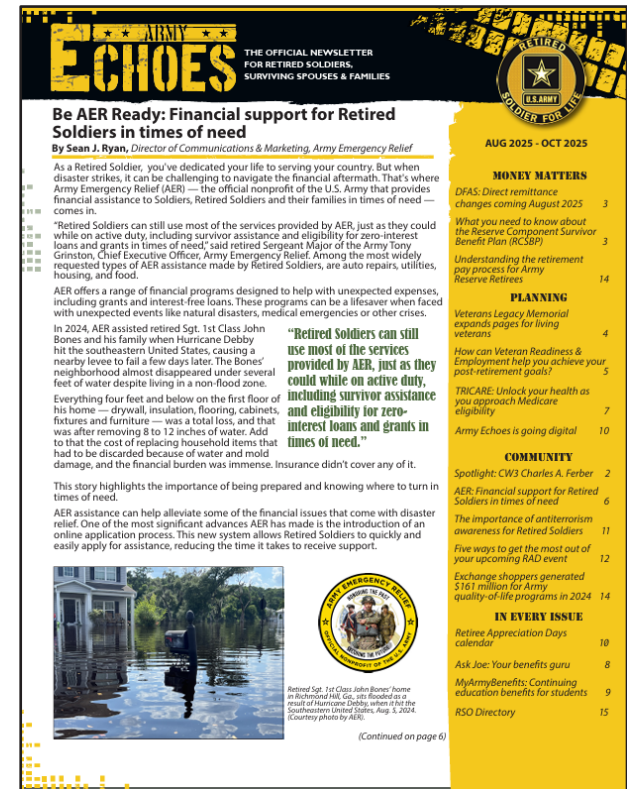 ARMY
ECHOES
THE OFFICIAL NEWSLETTER
FOR RETIRED SOLDIERS,
SURVIVING SPOUSES & FAMILIES
RETIRED
U.S.ARMY
SOLDIER FOR LIFE
Be AER Ready: Financial support for Retired
Soldiers in times of need
By Sean J. Ryan, Director of Communications & Marketing, Army Emergency Relief
As a Retired Soldier, you've dedicated your life to serving your country. But when
disaster strikes, it can be challenging to navigate the financial aftermath. That's where
Army Emergency Relief (AER) — the official nonprofit of the U.S. Army that provides
financial assistance to Soldiers, Retired Soldiers and their families in times of need —
comes in.
"Retired Soldiers can still use most of the services provided by AER, just as they could
while on active duty, including survivor assistance and eligibility for zero-interest
loans and grants in times of need," said retired Sergeant Major of the Army Tony
Grinston, Chief Executive Officer, Army Emergency Relief. Among the most widely
requested types of AER assistance made by Retired Soldiers, are auto repairs, utilities,
housing, and food.
AER offers a range of financial programs designed to help with unexpected expenses,
including grants and interest-free loans. These programs can be a lifesaver when faced
with unexpected events like natural disasters, medical emergencies or other crises.
In 2024, AER assisted retired Sgt. 1st Class John
Bones and his family when Hurricane Debby
hit the southeastern United States, causing a
nearby levee to fail a few days later. The Bones'
neighborhood almost disappeared under several
feet of water despite living in a non-flood zone.
Everything four feet and below on the first floor of
his home — drywall, insulation, flooring, cabinets,
fixtures and furniture — was a total loss, and that
was after removing 8 to 12 inches of water. Add
to that the cost of replacing household items that
had to be discarded because of water and mold
damage, and the financial burden was immense. Insurance didn't cover any of it.
"Retired Soldiers can still
use most of the services
provided by AER, just as they
could while on active duty,
including survivor assistance
and eligibility for zero-
interest loans and grants in
times of need."
This story highlights the importance of being prepared and knowing where to turn in
times of need.
AER assistance can help alleviate some of the financial issues that come with disaster
relief. One of the most significant advances AER has made is the introduction of an
online application process. This new system allows Retired Soldiers to quickly and
easily apply for assistance, reducing the time it takes to receive support.
ARMY EMERGENCY RELIEF
HONORING THE PAST
SECURING THE FUTURE
OFFICIAL NONPROFIT OF THE U.S. ARMY
Retired Sgt. 1st Class John Bones' home
in Richmond Hill, Ga., sits flooded as a
result of Hurricane Debby, when it hit the
Southeastern United States, Aug. 5, 2024.
(Courtesy photo by AER).
(Continued on page 6)
AUG 2025 - OCT 2025
MONEY MATTERS
DFAS: Direct remittance
changes coming August 2025 3
What you need to know about
the Reserve Component Survivor
Benefit Plan (RCSBP) 3
Understanding the retirement
pay process for Army
Reserve Retirees 14
PLANNING
Veterans Legacy Memorial
expands pages for living
veterans 4
How can Veteran Readiness &
Employment help you achieve your
post-retirement goals? 5
TRICARE: Unlock your health as
you approach Medicare
eligibility 7
Army Echoes is going digital 10
COMMUNITY
Spotlight: CW3 Charles A. Ferber 2
AER: Financial support for Retired
Soldiers in times of need 6
The importance of antiterrorism
awareness for Retired Soldiers 11
Five ways to get the most out of
your upcoming RAD event 12
Exchange shoppers generated
$161 million for Army
quality-of-life programs in 2024 14
IN EVERY ISSUE
Retiree Appreciation Days
calendar 10
Ask Joe: Your benefits guru 8
MyArmyBenefits: Continuing
education benefits for students 9
RSO Directory 15